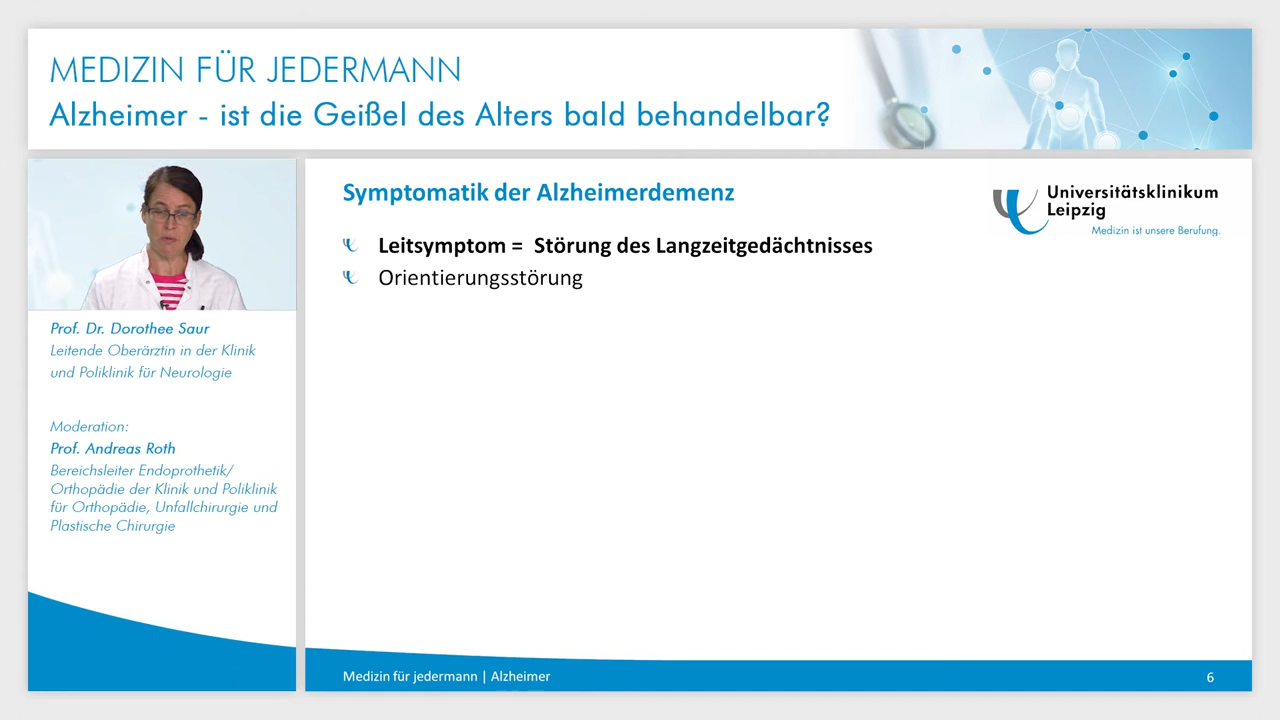 MEDIZIN FÜR JEDERMANN
Alzheimer - ist die Geißel des Alters bald behandelbar?
Prof. Dr. Dorothee Saur
Leitende Oberärztin in der Klinik
und Poliklinik für Neurologie
Moderation:
Prof. Andreas Roth
Bereichsleiter Endoprothetik/
Orthopädie der Klinik und Poliklinik
für Orthopädie, Unfallchirurgie und
Plastische Chirurgie
Symptomatik der Alzheimerdemenz
Universitätsklinikum
Leipzig
Medizin ist unsere Berufung.
Leitsymptom = Störung des Langzeitgedächtnisses
Orientierungsstörung
Medizin für jedermann | Alzheimer
6